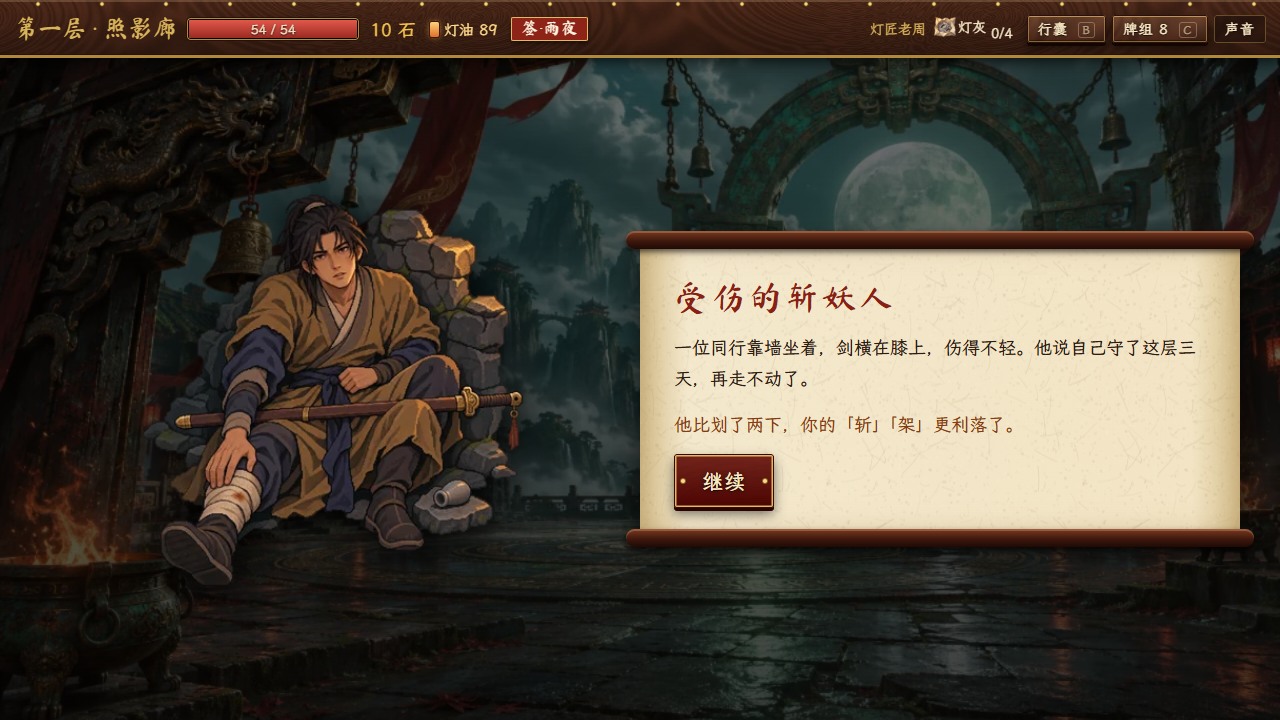 第一层·照影廊
54 / 54
10 石
灯油 89
签·雨夜
灯匠老周
灯灰 0/4
行囊 B
牌组 8 C
声音
受伤的斩妖人
一位同行靠墙坐着，剑横在膝上，伤得不轻。他说自己守了这层三
天，再走不动了。
他比划了两下，你的「斩」「架」更利落了。
继续